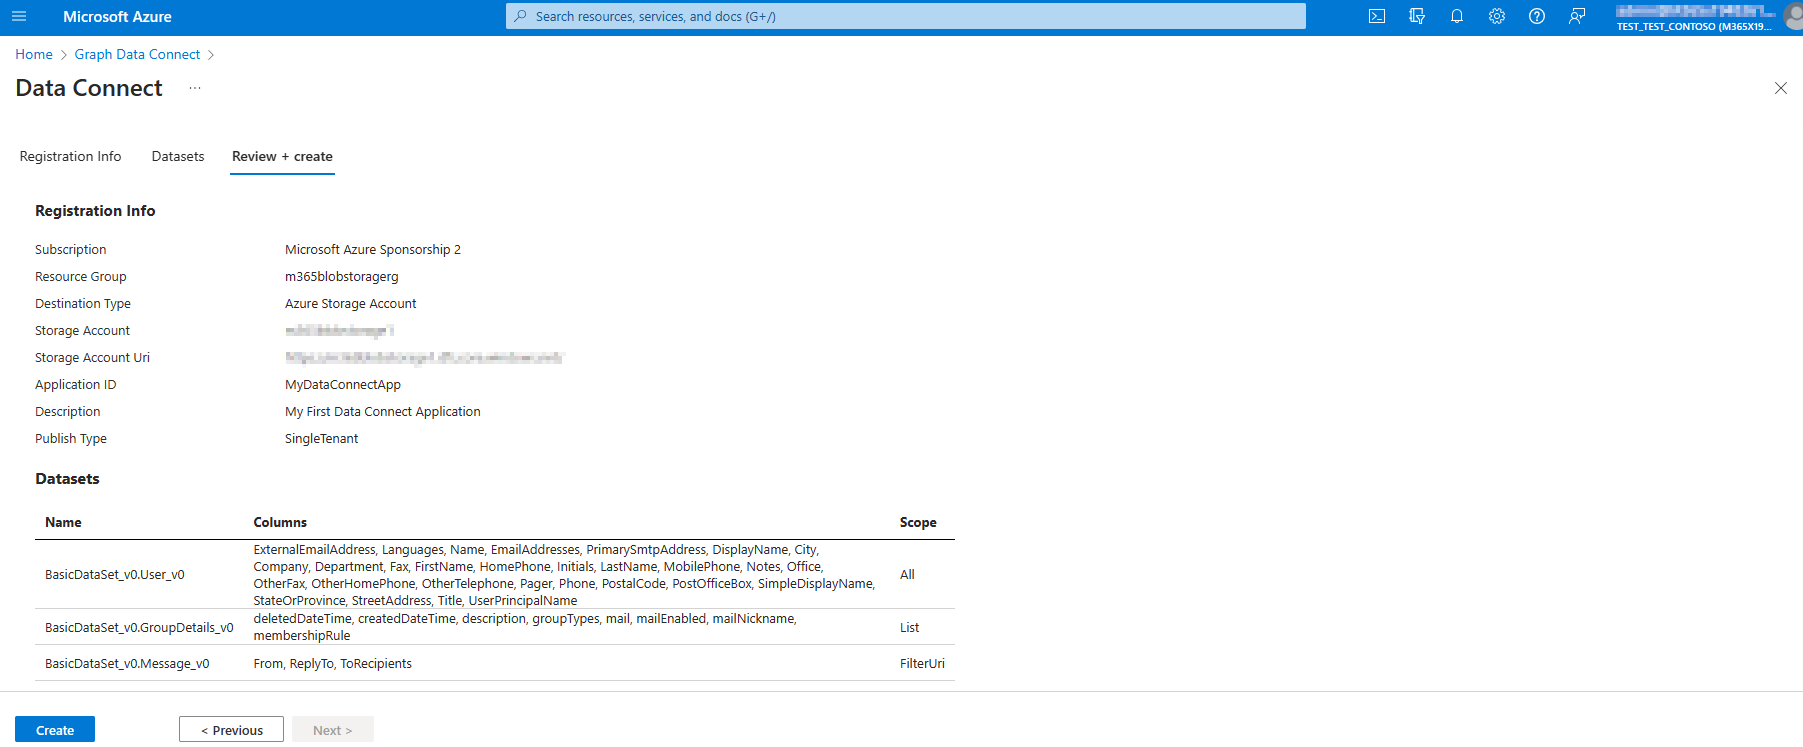 Microsoft Azure
Search resources, services, and docs (G+/)
TEST_TEST_CONTOSO (M365X19...
Home > Graph Data Connect >
Data Connect ...
Registration Info Datasets Review + create
Registration Info
Subscription Microsoft Azure Sponsorship 2
Resource Group m365blobstoragerg
Destination Type Azure Storage Account
Storage Account
Storage Account Uri
Application ID MyDataConnectApp
Description My First Data Connect Application
Publish Type SingleTenant
Datasets
Name Columns Scope
ExternalEmailAddress, Languages, Name, EmailAddresses, PrimarySmtpAddress, DisplayName, City,
Company, Department, Fax, FirstName, HomePhone, Initials, LastName, MobilePhone, Notes, Office,
BasicDataSet_v0.User_v0 All
OtherFax, OtherHomePhone, OtherTelephone, Pager, Phone, PostalCode, PostOfficeBox, SimpleDisplayName,
StateOrProvince, StreetAddress, Title, UserPrincipalName
deletedDateTime, createdDateTime, description, groupTypes, mail, mailEnabled, mailNickname,
BasicDataSet_v0.GroupDetails_v0 List
membershipRule
BasicDataSet_v0.Message_v0 From, ReplyTo, ToRecipients FilterUri
Create < Previous Next >